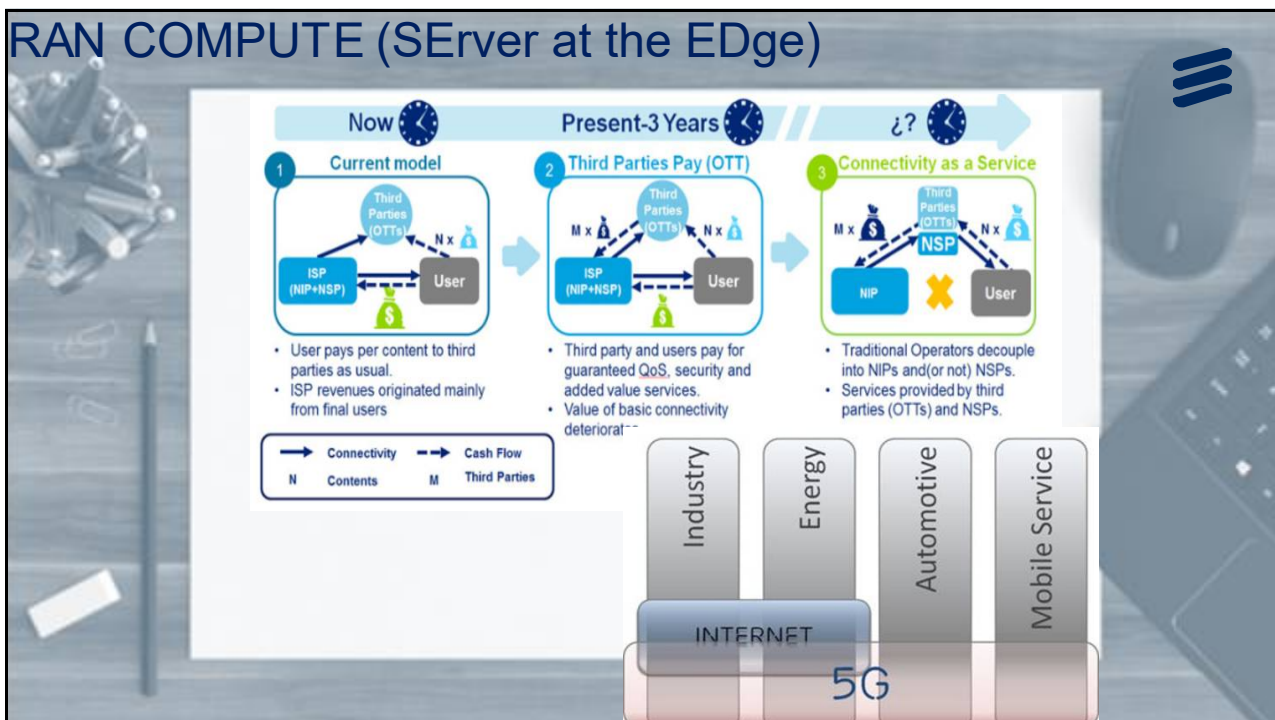 RAN COMPUTE (SErver at the EDge)
Now
Present-3 Years
¿?
1
Current model
Third
Parties
(OTTs)
N x
$
ISP
(NIP+NSP)
User
$
• User pays per content to third
parties as usual.
• ISP revenues originated mainly
from final users
2
Third Parties Pay (OTT)
Third
Parties
(OTTs)
M x
$
N x
$
ISP
(NIP+NSP)
User
$
• Third party and users pay for
guaranteed QoS, security and
added value services.
• Value of basic connectivity
3
Connectivity as a Service
Third
Parties
(OTTs)
NSP
M x
$
N x
$
NIP
User
• Traditional Operators decouple
into NIPs and(or not) NSPs.
• Services provided by third
parties (OTTs) and NSPs.
Connectivity
Cash Flow
N
Contents
M
Third Parties
Industry
Energy
Automotive
Mobile Service
INTERNET
5G